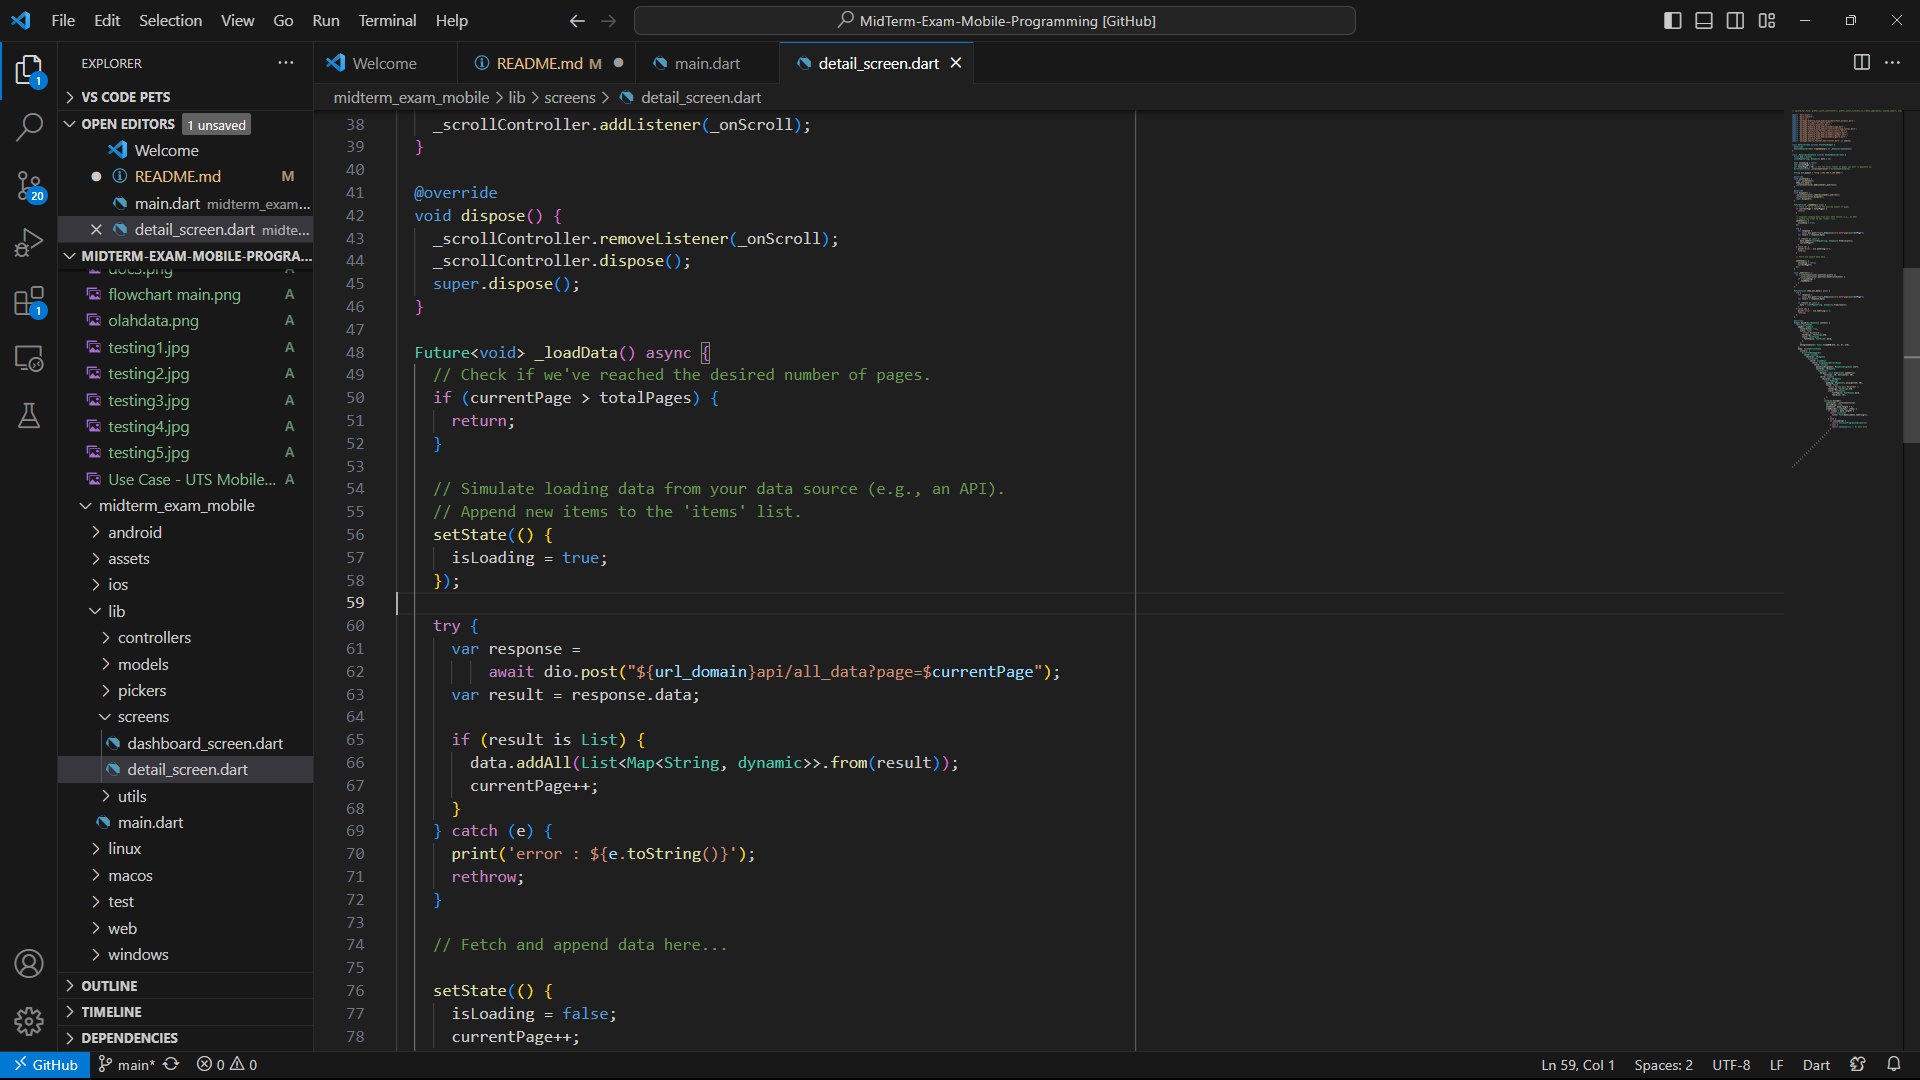 File Edit Selection View Go Run Terminal Help
MidTerm-Exam-Mobile-Programming [GitHub]
EXPLORER
Welcome
README.md M
main.dart
detail_screen.dart
midterm_exam_mobile > lib > screens > detail_screen.dart
VS CODE PETS
OPEN EDITORS 1 unsaved
Welcome
README.md M
main.dart midterm_exam...
detail_screen.dart midte...
MIDTERM-EXAM-MOBILE-PROGRA...
docs.png A
flowchart main.png A
olahdata.png A
testing1.jpg A
testing2.jpg A
testing3.jpg A
testing4.jpg A
testing5.jpg A
Use Case - UTS Mobile... A
midterm_exam_mobile
android
assets
ios
lib
controllers
models
pickers
screens
dashboard_screen.dart
detail_screen.dart
utils
main.dart
linux
macos
test
web
windows
OUTLINE
TIMELINE
DEPENDENCIES
1
20
1
38 _scrollController.addListener(_onScroll);
39 }
40
41 @override
42 void dispose() {
43 _scrollController.removeListener(_onScroll);
44 _scrollController.dispose();
45 super.dispose();
46 }
47
48 Future<void> _loadData() async {
49 // Check if we've reached the desired number of pages.
50 if (currentPage > totalPages) {
51 return;
52 }
53
54 // Simulate loading data from your data source (e.g., an API).
55 // Append new items to the 'items' list.
56 setState(() {
57 isLoading = true;
58 });
59
60 try {
61 var response =
62 await dio.post("${url_domain}api/all_data?page=$currentPage");
63 var result = response.data;
64
65 if (result is List) {
66 data.addAll(List<Map<String, dynamic>>.from(result));
67 currentPage++;
68 }
69 } catch (e) {
70 print('error : ${e.toString()}');
71 rethrow;
72 }
73
74 // Fetch and append data here...
75
76 setState(() {
77 isLoading = false;
78 currentPage++;
GitHub main* 0 0
Ln 59, Col 1 Spaces: 2 UTF-8 LF Dart